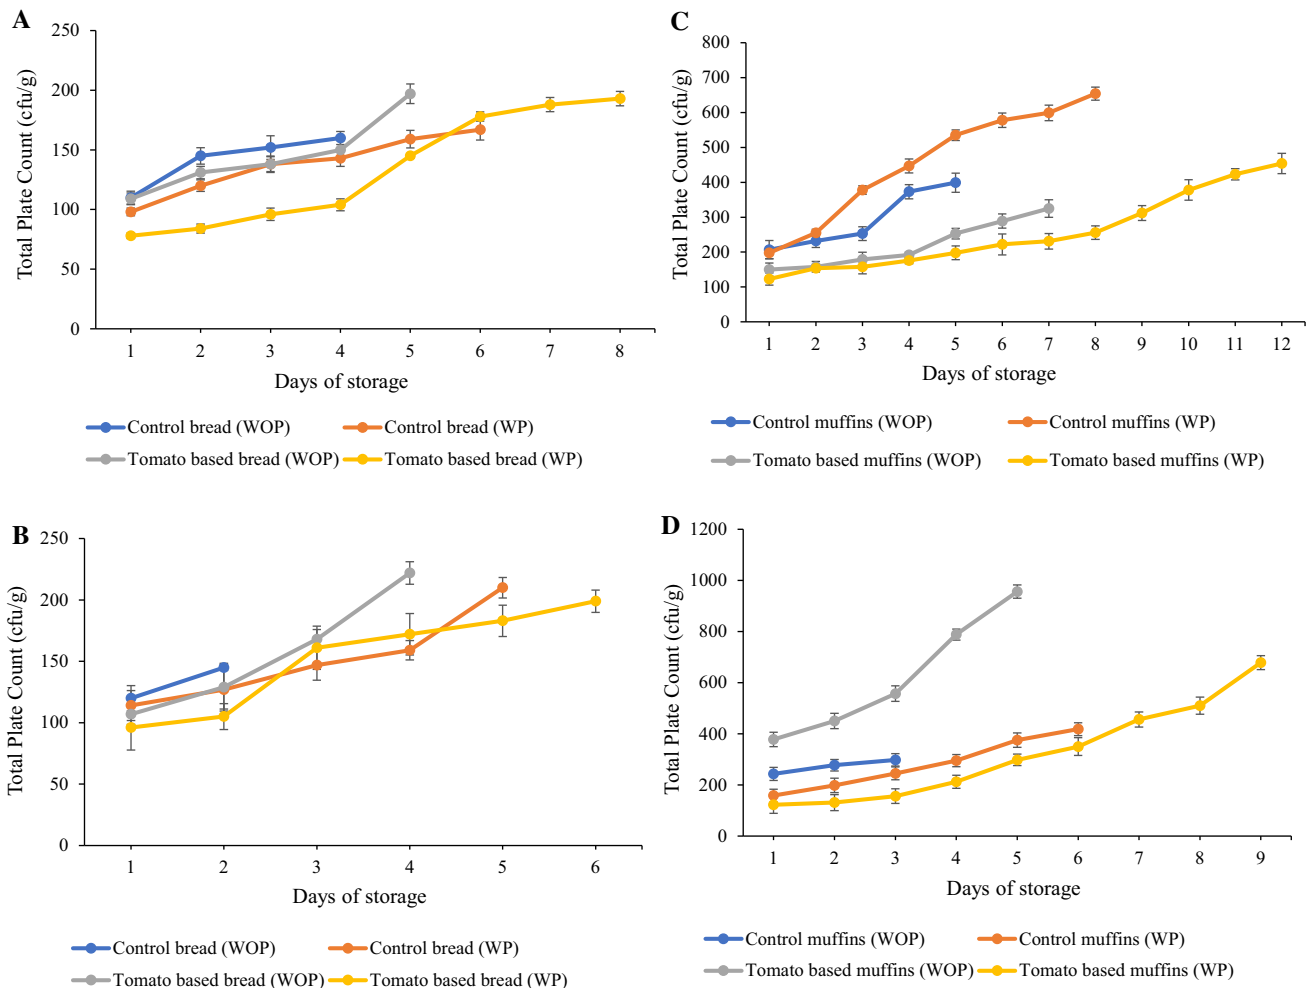 A
Total Plate Count (cfu/g)
250
200
150
100
50
0
1 2 3 4 5 6 7 8
Days of storage
Control bread (WOP) Control bread (WP)
Tomato based bread (WOP) Tomato based bread (WP)
C
Total Plate Count (cfu/g)
800
700
600
500
400
300
200
100
0
1 2 3 4 5 6 7 8 9 10 11 12
Days of storage
Control muffins (WOP) Control muffins (WP)
Tomato based muffins (WOP) Tomato based muffins (WP)
B
Total Plate Count (cfu/g)
250
200
150
100
50
0
1 2 3 4 5 6
Days of storage
Control bread (WOP) Control bread (WP)
Tomato based bread (WOP) Tomato based bread (WP)
D
Total Plate Count (cfu/g)
1200
1000
800
600
400
200
0
1 2 3 4 5 6 7 8 9
Days of storage
Control muffins (WOP) Control muffins (WP)
Tomato based muffins (WOP) Tomato based muffins (WP)